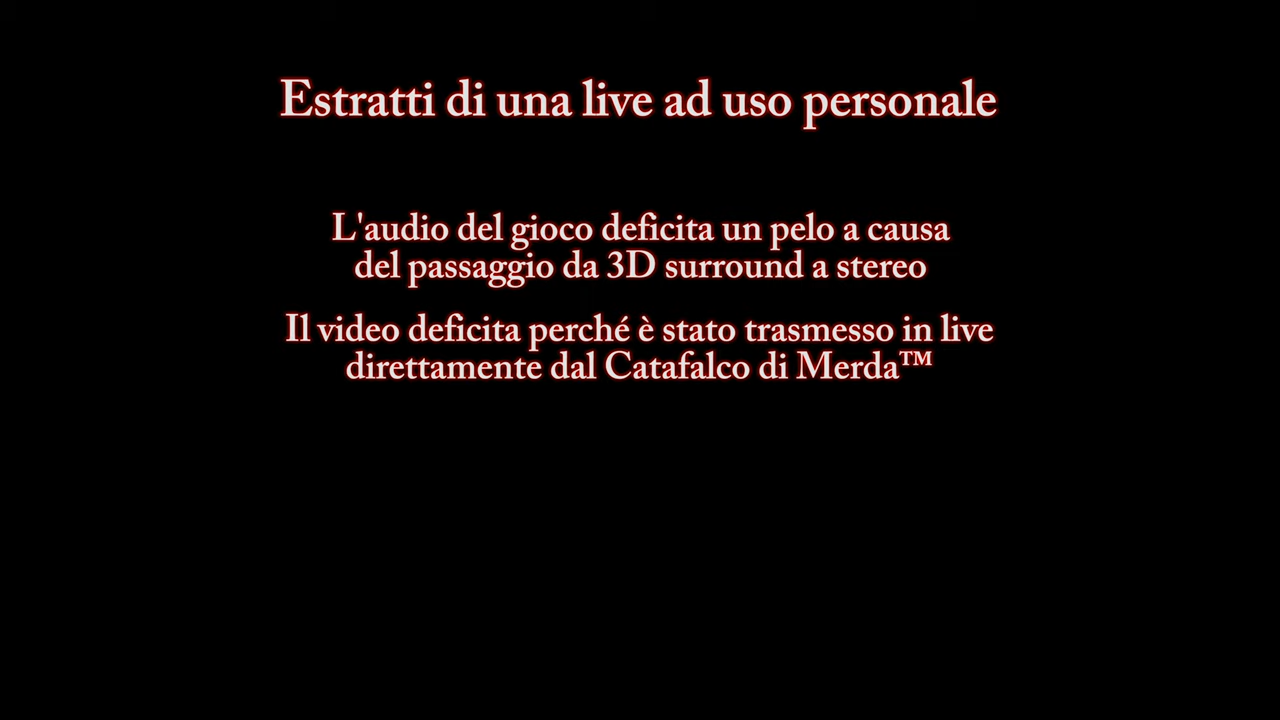 Estratti di una live ad uso personale
L'audio del gioco deficita un pelo a causa
del passaggio da 3D surround a stereo
Il video deficita perché è stato trasmesso in live
direttamente dal Catafalco di Merda™